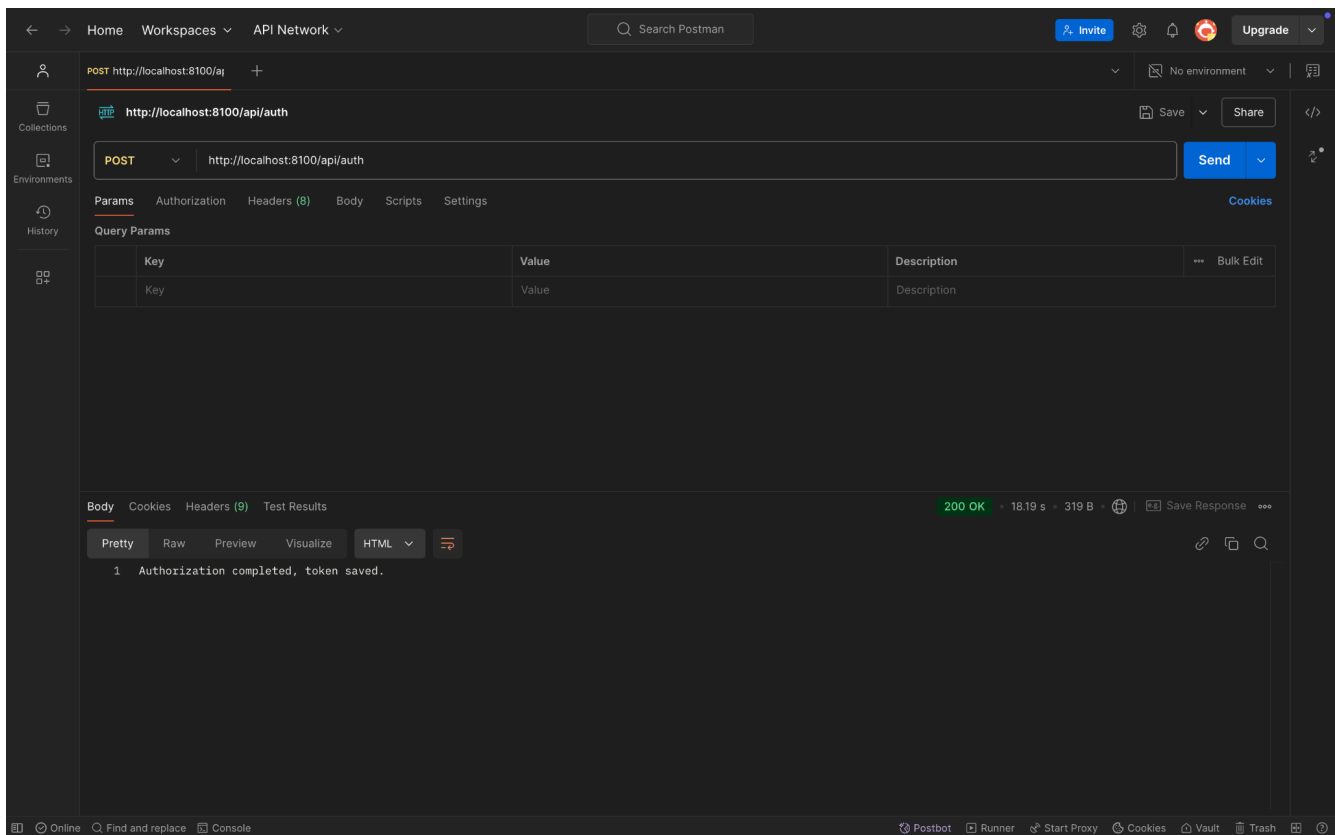 Home Workspaces API Network Search Postman Invite Upgrade
POST http://localhost:8100/a No environment
HTTP http://localhost:8100/api/auth Save Share
POST http://localhost:8100/api/auth Send
Params Authorization Headers (8) Body Scripts Settings Cookies
Query Params
Key Value Description Bulk Edit
Key Value Description
Collections
Environments
History
Body Cookies Headers (9) Test Results 200 OK 18.19 s 319 B Save Response
Pretty Raw Preview Visualize HTML
1 Authorization completed, token saved.
Online Find and replace Console Postbot Runner Start Proxy Cookies Vault Trash